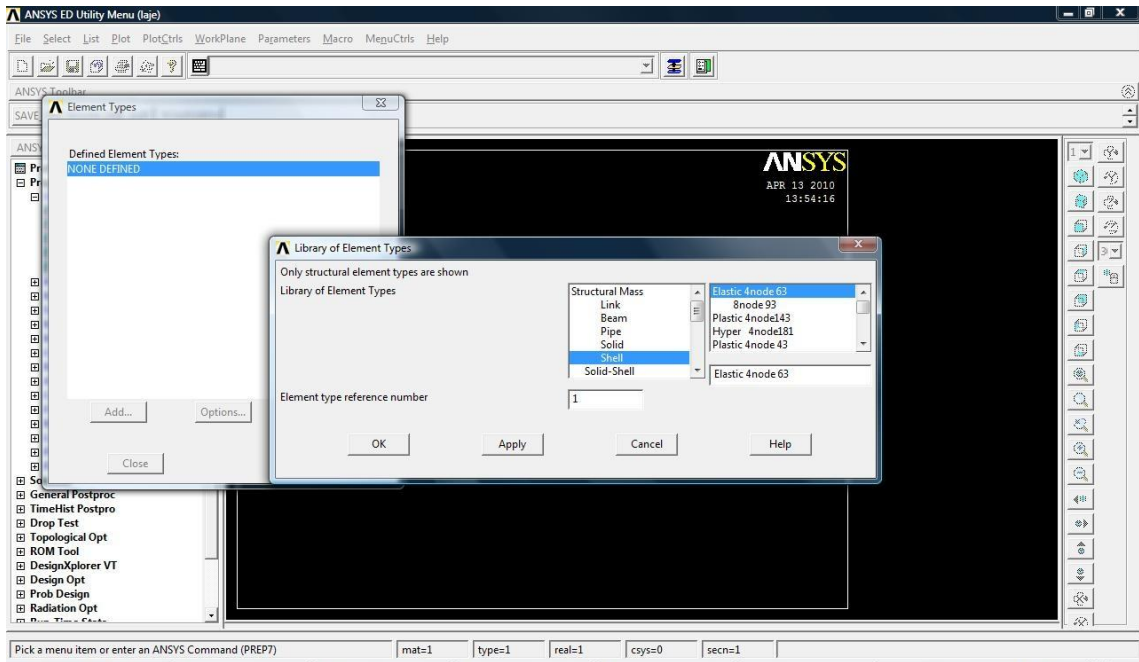 ANSYS ED Utility Menu (laje)
File Select List Plot PlotCtrls WorkPlane Parameters Macro MenuCtrls Help
ANSYS Toolbar
SAVE
Element Types
Defined Element Types:
NONE DEFINED
Add... Options...
Close
ANSYS
APR 13 2010
13:54:16
1
3
Library of Element Types
Only structural element types are shown
Library of Element Types
Structural Mass
Link
Beam
Pipe
Solid
Shell
Solid-Shell
Elastic 4node 63
8node 93
Plastic 4node143
Hyper 4node181
Plastic 4node 43
Elastic 4node 63
Element type reference number
1
OK Apply Cancel Help
General Postproc
TimeHist Postpro
Drop Test
Topological Opt
ROM Tool
DesignXplorer VT
Design Opt
Prob Design
Radiation Opt
Pick a menu item or enter an ANSYS Command (PREP7) mat=1 type=1 real=1 csys=0 secn=1